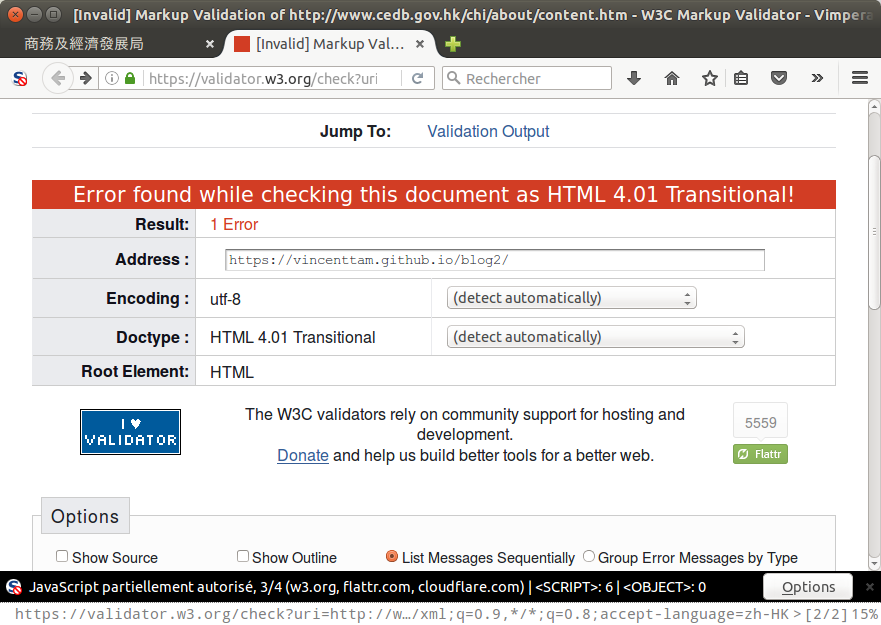 [Invalid] Markup Validation of http://www.cedb.gov.hk/chi/about/content.htm - W3C Markup Validator - Vimpera
商務及經濟發展局
[Invalid] Markup Val...
https://validator.w3.org/check?uri
Rechercher
Jump To: Validation Output
Error found while checking this document as HTML 4.01 Transitional!
Result: 1 Error
Address : https://vincenttam.github.io/blog2/
Encoding : utf-8 (detect automatically)
Doctype : HTML 4.01 Transitional (detect automatically)
Root Element: HTML
I ♥
VALIDATOR
The W3C validators rely on community support for hosting and
development.
Donate and help us build better tools for a better web.
5559
Flattr
Options
Show Source Show Outline List Messages Sequentially Group Error Messages by Type
JavaScript partiellement autorisé, 3/4 (w3.org, flattr.com, cloudflare.com) | <SCRIPT>: 6 | <OBJECT>: 0 Options
https://validator.w3.org/check?uri=http://w…/xml;q=0.9,*/*;q=0.8;accept-language=zh-HK > [2/2] 15%